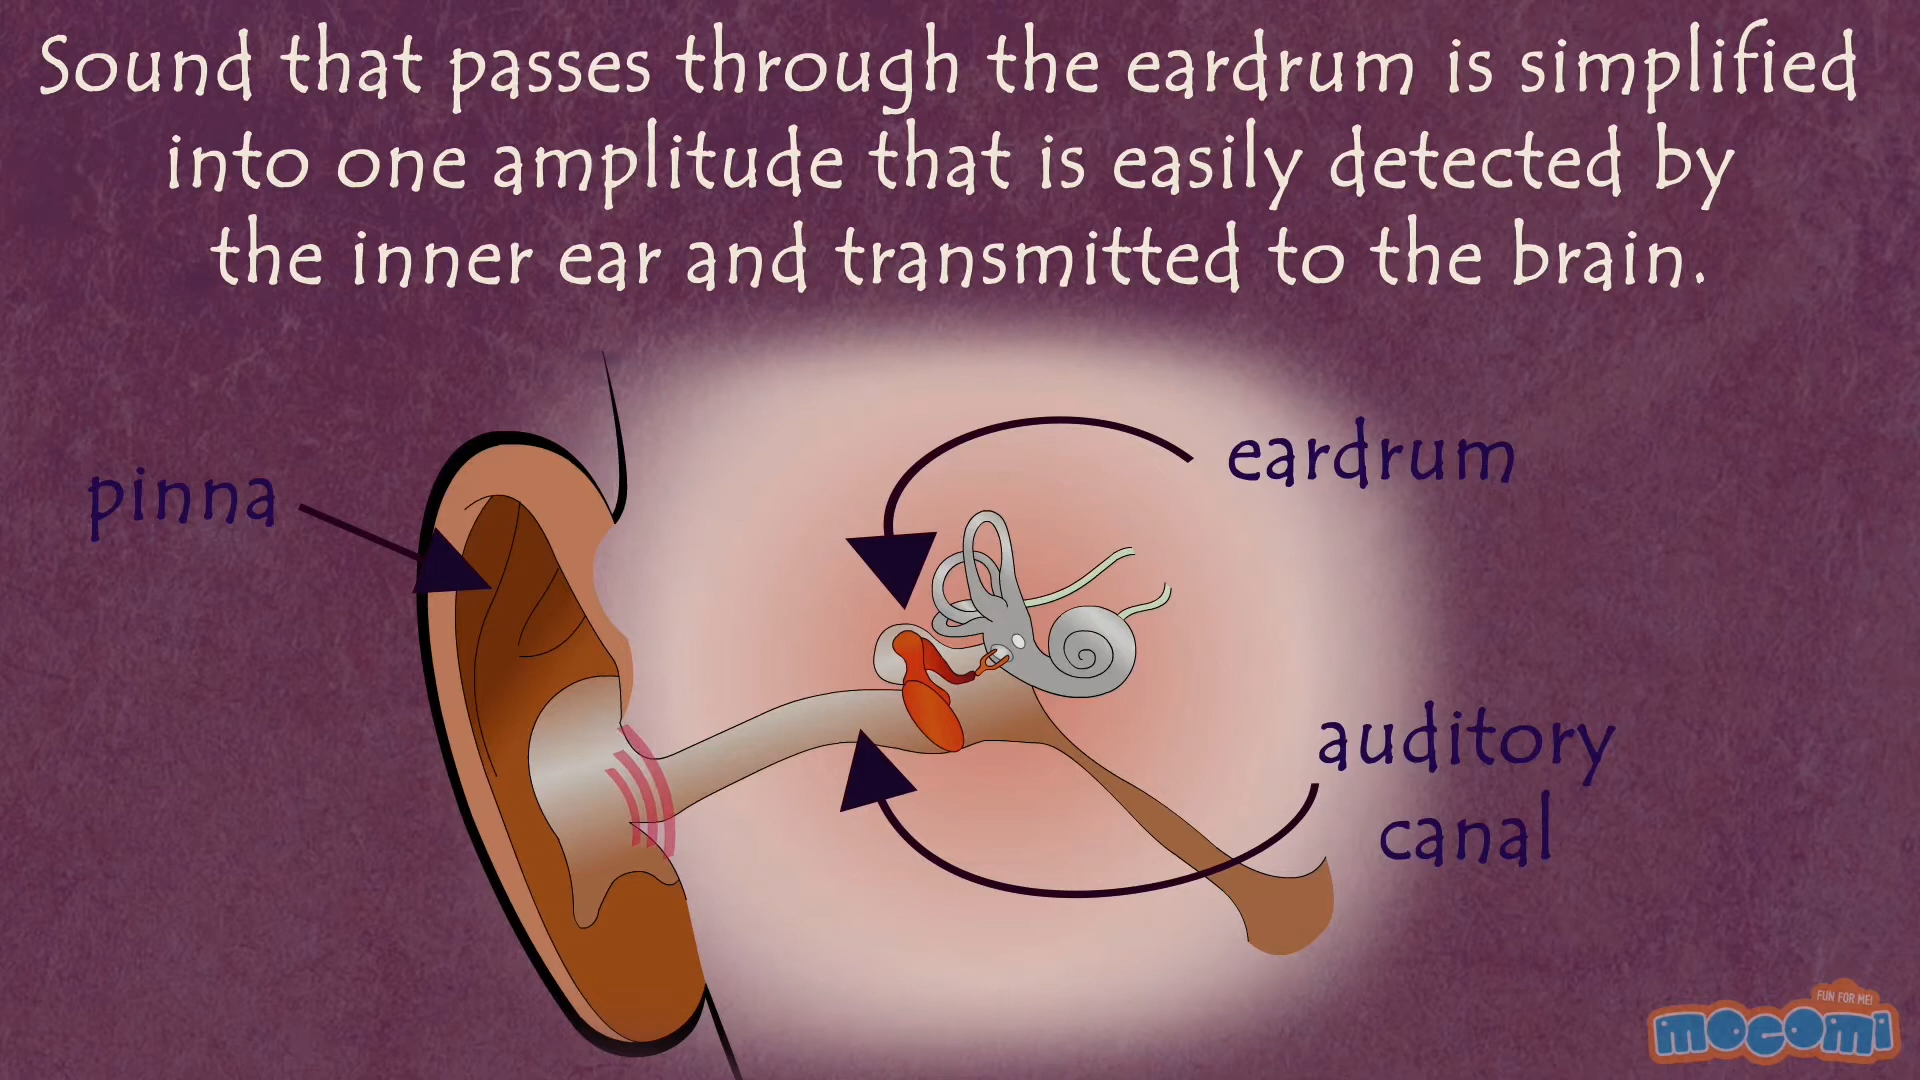 Sound that passes through the eardrum is simplified
into one amplitude that is easily detected by
the inner ear and transmitted to the brain.
eardrum
pinna
auditory
canal
FUN FOR ME!
mocomi